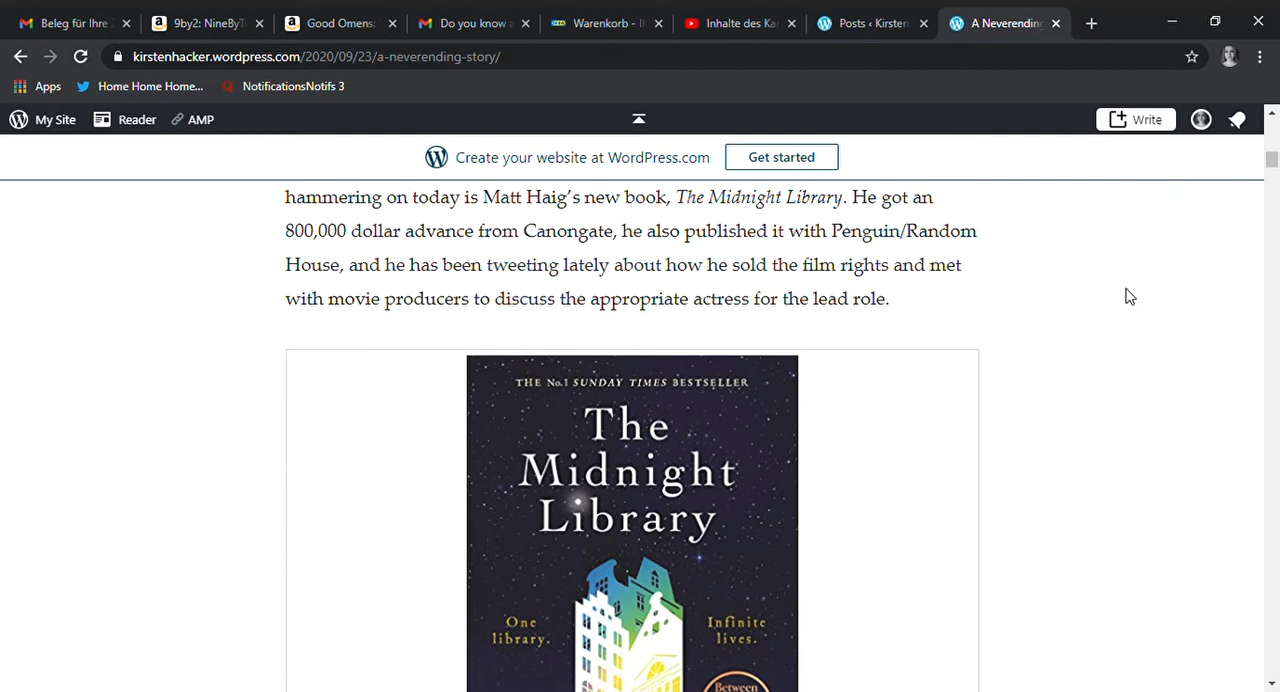 Beleg für Ihre
9by2: NineByT
Good Omens:
Do you know a
Warenkorb - I
Inhalte des Ka
Posts ‹ Kirsten
A Neverending
kirstenhacker.wordpress.com/2020/09/23/a-neverending-story/
Apps
Home Home Home...
NotificationsNotifs 3
My Site
Reader
AMP
Write
Create your website at WordPress.com
Get started
hammering on today is Matt Haig’s new book, The Midnight Library. He got an
800,000 dollar advance from Canongate, he also published it with Penguin/Random
House, and he has been tweeting lately about how he sold the film rights and met
with movie producers to discuss the appropriate actress for the lead role.
THE No.1 SUNDAY TIMES BESTSELLER
The
Midnight
Library
One
library.
Infinite
lives.
Between